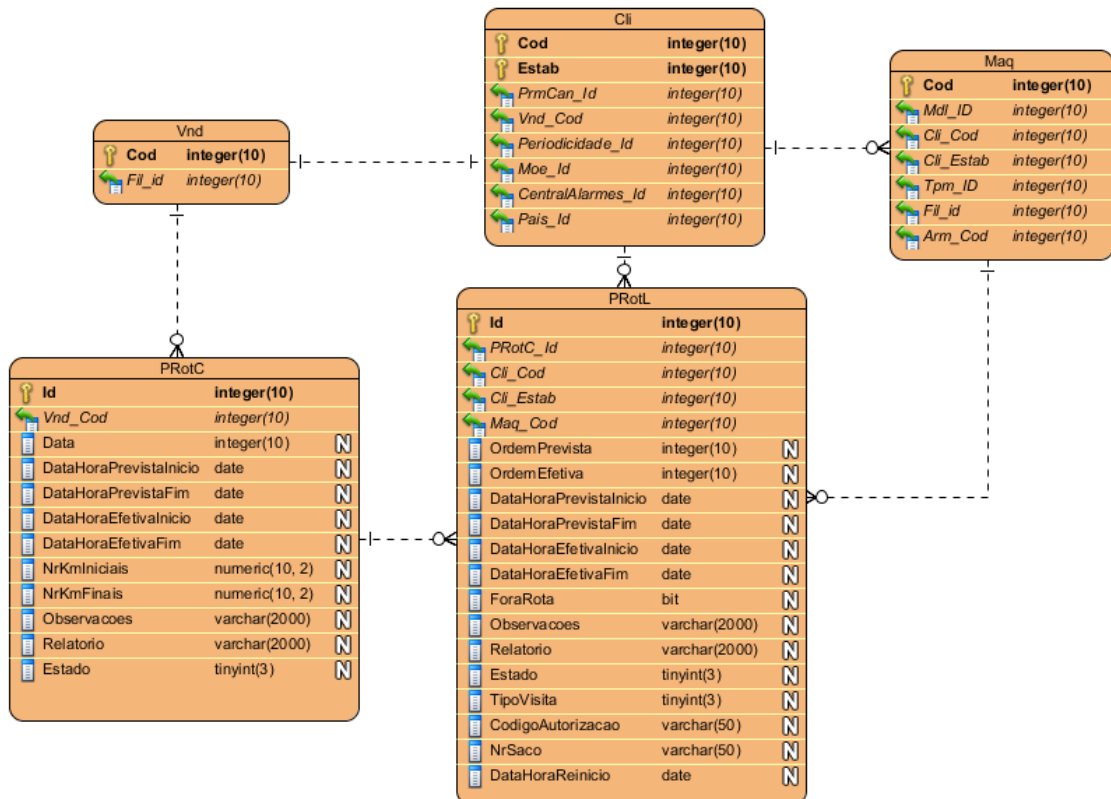 Cli
Cod integer(10)
Estab integer(10)
PrmCan_Id integer(10)
Vnd_Cod integer(10)
Periodicidade_Id integer(10)
Moe_Id integer(10)
CentralAlarmes_Id integer(10)
Pais_Id integer(10)
Maq
Cod integer(10)
Mdl_ID integer(10)
Cli_Cod integer(10)
Cli_Estab integer(10)
Tpm_ID integer(10)
Fil_id integer(10)
Arm_Cod integer(10)
Vnd
Cod integer(10)
Fil_id integer(10)
PRotL
Id integer(10)
PRotC_Id integer(10)
Cli_Cod integer(10)
Cli_Estab integer(10)
Maq_Cod integer(10)
OrdemPrevista integer(10) N
OrdemEfetiva integer(10) N
DataHoraPrevistaInicio date N
DataHoraPrevistaFim date N
DataHoraEfetivaInicio date N
DataHoraEfetivaFim date N
ForaRota bit N
Observacoes varchar(2000) N
Relatorio varchar(2000) N
Estado tinyint(3) N
TipoVisita tinyint(3) N
CodigoAutorizacao varchar(50) N
NrSaco varchar(50) N
DataHoraReinicio date N
PRotC
Id integer(10)
Vnd_Cod integer(10)
Data integer(10) N
DataHoraPrevistaInicio date N
DataHoraPrevistaFim date N
DataHoraEfetivaInicio date N
DataHoraEfetivaFim date N
NrKmIniciais numeric(10, 2) N
NrKmFinais numeric(10, 2) N
Observacoes varchar(2000) N
Relatorio varchar(2000) N
Estado tinyint(3) N